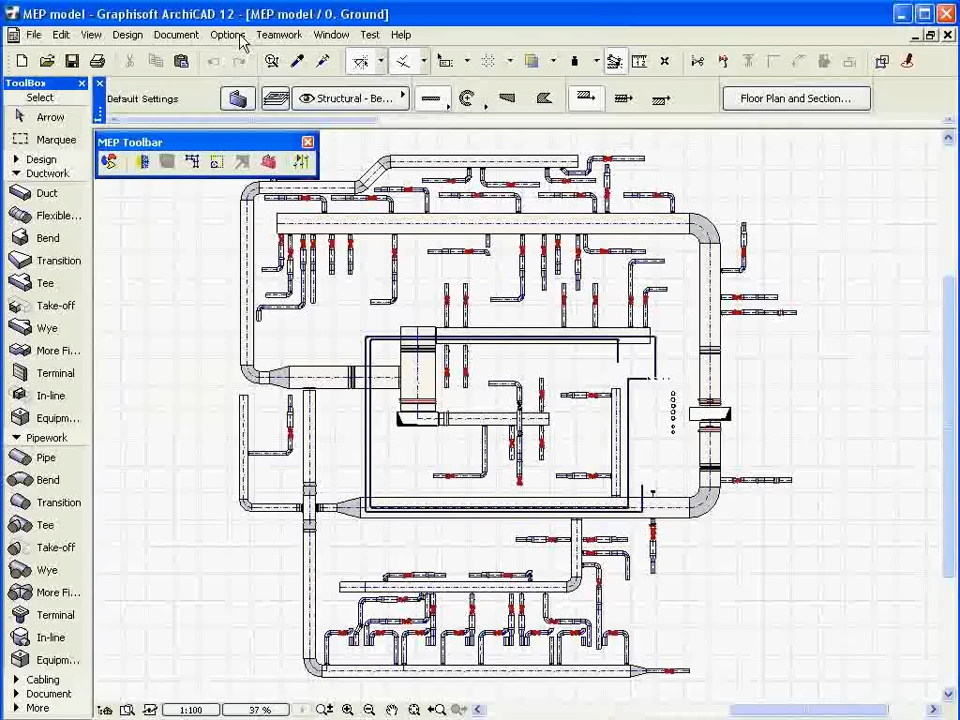 MEP model - Graphisoft ArchiCAD 12 - [MEP model / 0. Ground]
File Edit View Design Document Options Teamwork Window Test Help
ToolBox
Select
Default Settings
Structural - Be...
Floor Plan and Section...
Arrow
Marquee
MEP Toolbar
Design
Ductwork
Duct
Flexible...
Bend
Transition
Tee
Take-off
Wye
More Fi...
Terminal
In-line
Equipm...
Pipework
Pipe
Bend
Transition
Tee
Take-off
Wye
More Fi...
Terminal
In-line
Equipm...
Cabling
Document
More
1:100
37 %